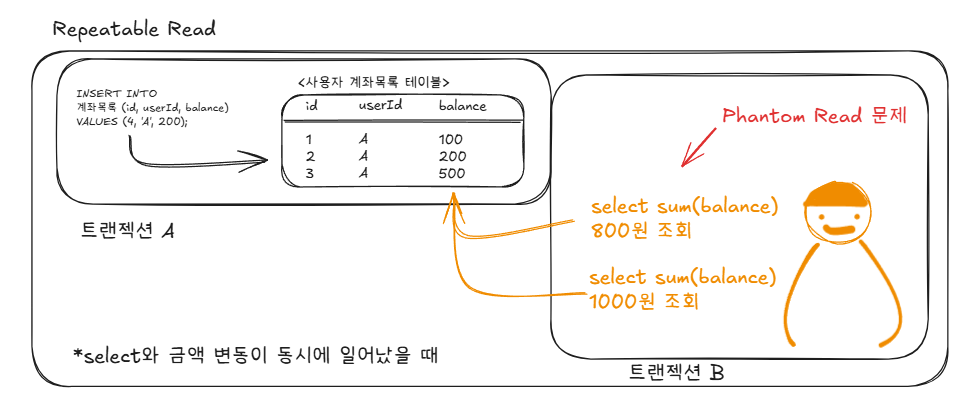 Repeatable Read
INSERT INTO
계좌목록 (id, userId, balance)
VALUES (4, 'A', 200);
<사용자 계좌목록 테이블>
id userId balance
1 A 100
2 A 200
3 A 500
트랜젝션 A
Phantom Read 문제
select sum(balance)
800원 조회
select sum(balance)
1000원 조회
*select와 금액 변동이 동시에 일어났을 때
트랜젝션 B